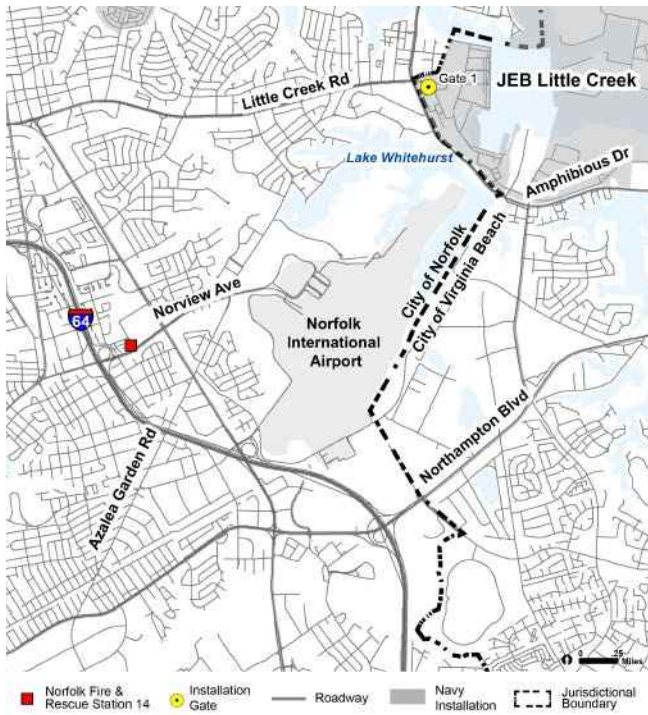 Little Creek Rd
Gate 1
JEB Little Creek
Lake Whitehurst
Amphibious Dr
City of Norfolk
City of Virginia Beach
Norview Ave
64
Norfolk
International
Airport
Northampton Blvd
Azalea Garden Rd
0 .25
Miles
Norfolk Fire &
Rescue Station 14
Installation
Gate
Roadway
Navy
Installation
Jurisdictional
Boundary